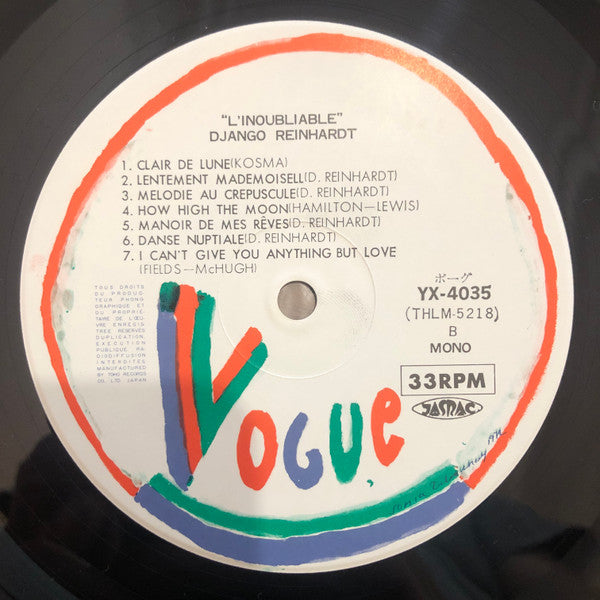 "L'INOUBLIABLE"
DJANGO REINHARDT
1. CLAIR DE LUNE(KOSMA)
2. LENTEMENT MADEMOISELL(D. REINHARDT)
3. MELODIE AU CREPUSCULE(D. REINHARDT)
4. HOW HIGH THE MOON(HAMILTON—LEWIS)
5. MANOIR DE MES RÊVES(D. REINHARDT)
6. DANSE NUPTIALE(D. REINHARDT)
7. I CAN'T GIVE YOU ANYTHING BUT LOVE
(FIELDS—McHUGH)
TOUS DROITS
DU PRODUC-
TEUR PHONO-
GRAPHIQUE ET
DU PROPRIÉ-
TAIRE DE L'ŒU-
VRE ENREGIS-
TREE RESERVES
DUPLICATION,
EXECUTION
PUBLIQUE, RA-
DIODIFFUSION
INTERDITES
MANUFACTURED
BY TOHO RECORDS
CO., LTD. JAPAN
ボーグ
YX-4035
(THLM-5218)
B
MONO
33RPM
JASRAC
VOGUE